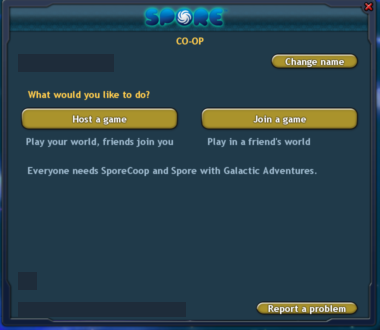 SPORE
CO-OP
Change name
What would you like to do?
Host a game
Join a game
Play your world, friends join you
Play in a friend's world
Everyone needs SporeCoop and Spore with Galactic Adventures.
Report a problem